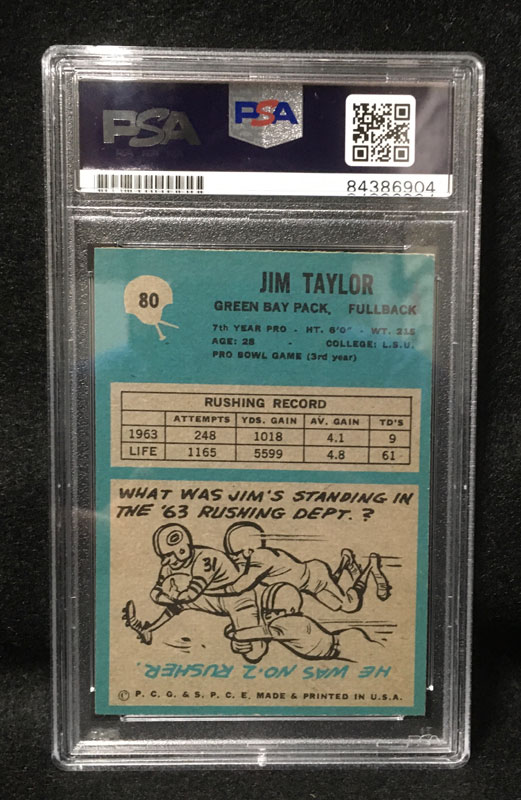 PSA
PSA
84386904
80
JIM TAYLOR
GREEN BAY PACK, FULLBACK
7th YEAR PRO - HT. 6'0" - WT. 215
AGE: 28 - COLLEGE: L.S.U.
PRO BOWL GAME (3rd year)
RUSHING RECORD
ATTEMPTS YDS. GAIN AV. GAIN TD'S
1963 248 1018 4.1 9
LIFE 1165 5599 4.8 61
WHAT WAS JIM'S STANDING IN
THE '63 RUSHING DEPT. ?
31
HE WAS NO. 2 RUSHER.
© P. C. G. & S. P. C. E. MADE & PRINTED IN U.S.A.
PSA